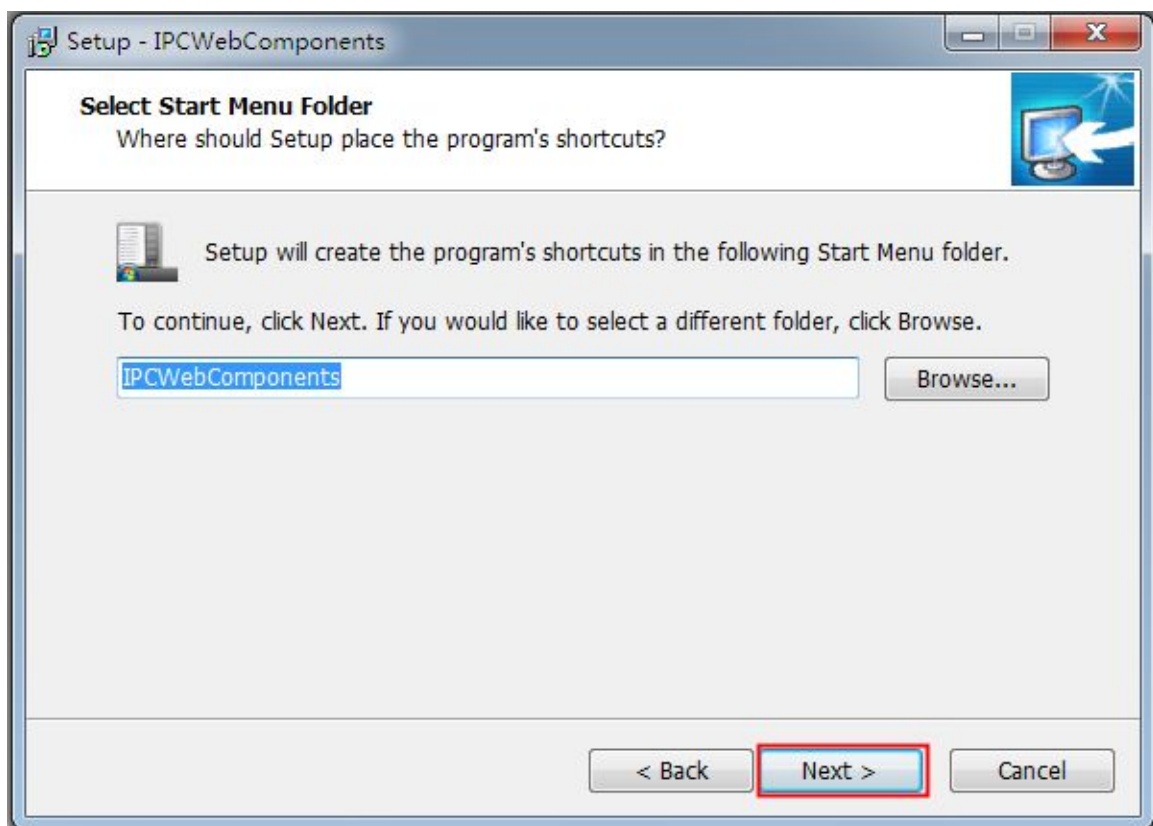 Setup - IPCWebComponents
Select Start Menu Folder
Where should Setup place the program's shortcuts?
Setup will create the program's shortcuts in the following Start Menu folder.
To continue, click Next. If you would like to select a different folder, click Browse.
IPCWebComponents
Browse...
< Back
Next >
Cancel